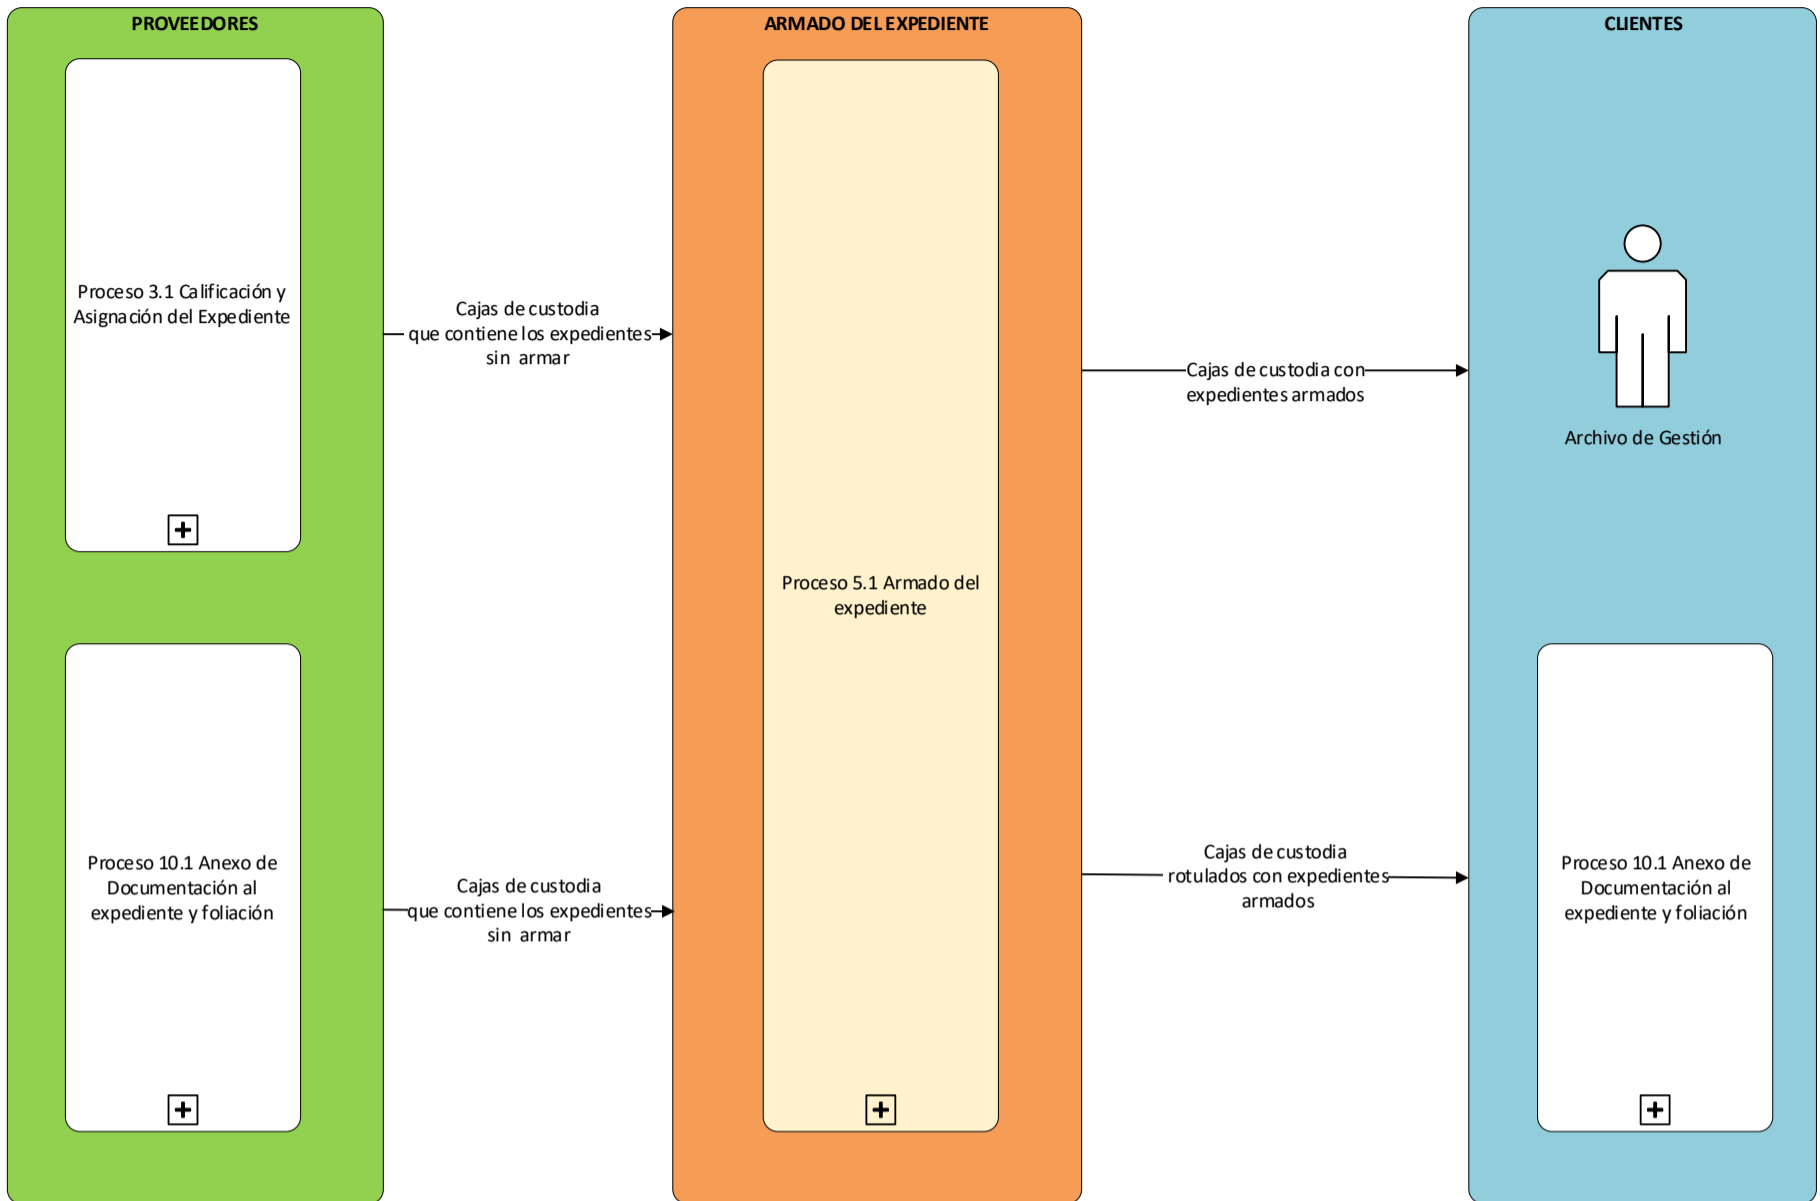 PROVEEDORES
Proceso 3.1 Calificación y
Asignación del Expediente
Proceso 10.1 Anexo de
Documentación al
expediente y foliación
Cajas de custodia
que contiene los expedientes
sin armar
Cajas de custodia
que contiene los expedientes
sin armar
ARMADO DEL EXPEDIENTE
Proceso 5.1 Armado del
expediente
Cajas de custodia con
expedientes armados
Cajas de custodia
rotulados con expedientes
armados
CLIENTES
Archivo de Gestión
Proceso 10.1 Anexo de
Documentación al
expediente y foliación